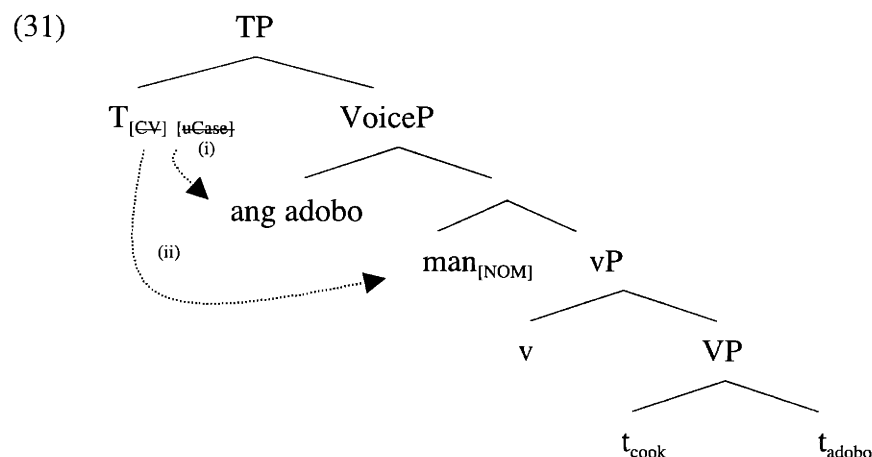 (31) TP
T[CV] [uCase] VoiceP
(i)
ang adobo
(ii) man[NOM] vP
v VP
tcook tadobo